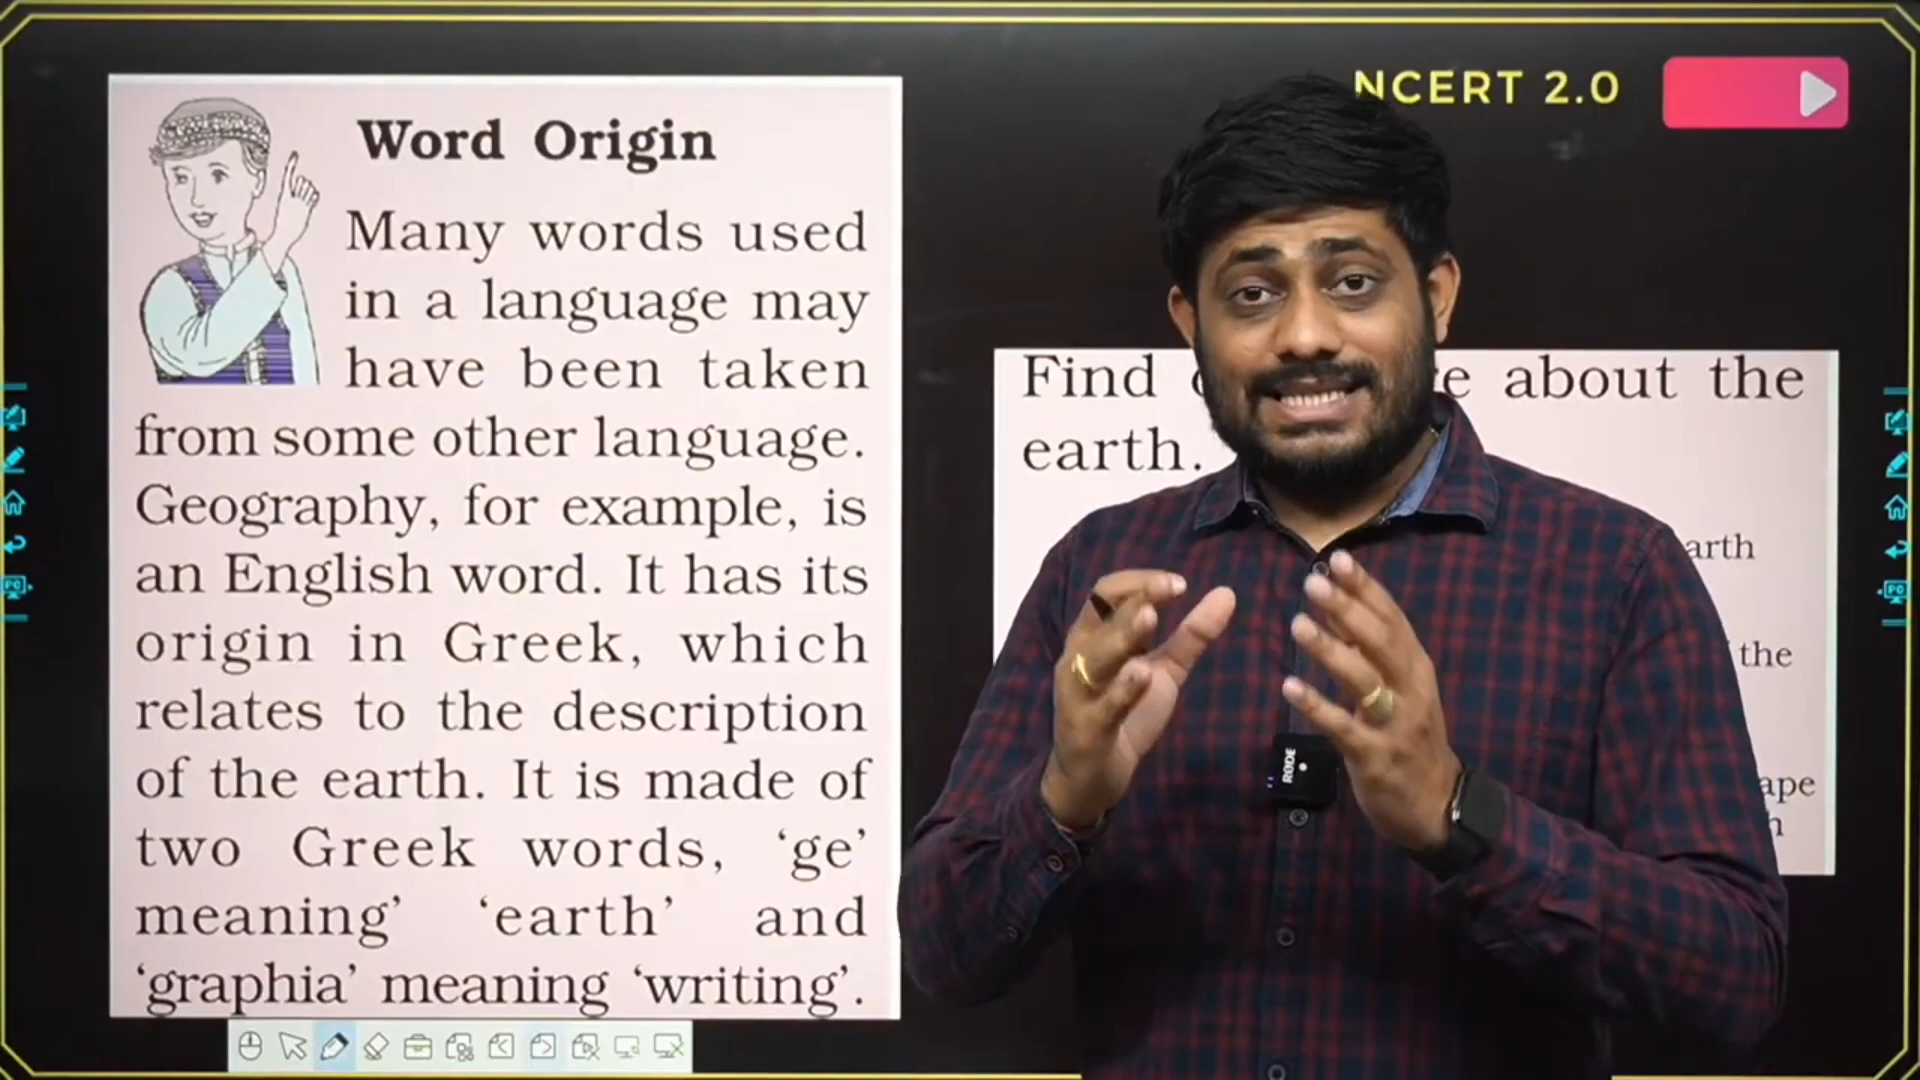 NCERT 2.0
Word Origin
Many words used
in a language may
have been taken
from some other language.
Geography, for example, is
an English word. It has its
origin in Greek, which
relates to the description
of the earth. It is made of
two Greek words, ‘ge’
meaning’ ‘earth’ and
‘graphia’ meaning ‘writing’.
Find about the
earth.
the
RØDE